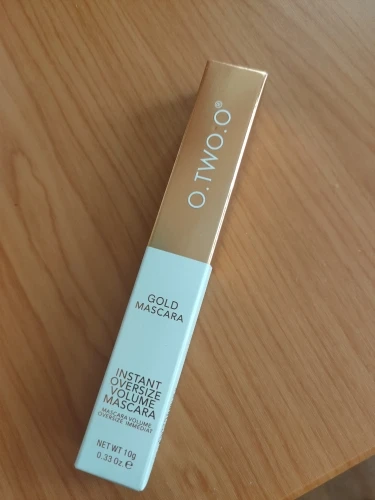 O.TWO.O®
GOLD
MASCARA
INSTANT
OVERSIZE
VOLUME
MASCARA
MASCARA VOLUME
OVERSIZE IMMEDIAT
NET WT 10g
0.33 Oz. e